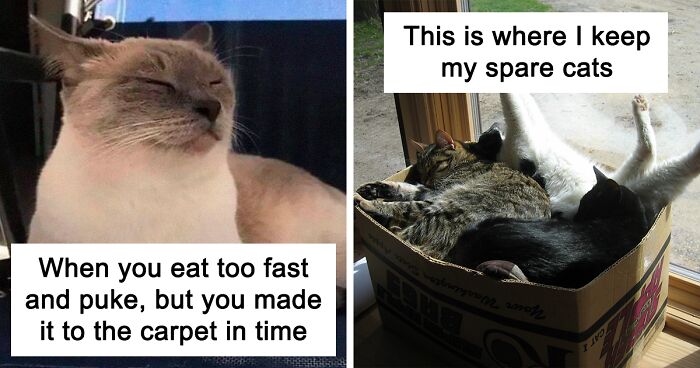 When you eat too fast
and puke, but you made
it to the carpet in time
This is where I keep
my spare cats